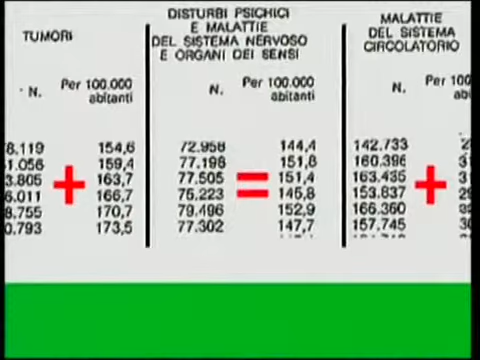 TUMORI
N. Per 100.000 abitanti
154,6
159,4
163,7
166,7
170,7
173,5
+
DISTURBI PSICHICI
E MALATTIE
DEL SISTEMA NERVOSO
E ORGANI DEI SENSI
N. Per 100.000 abitanti
72.958 144,4
77.198 151,8
77.505 151,4
75.223 145,8
79.496 152,9
77.302 147,7
=
MALATTIE
DEL SISTEMA
CIRCOLATORIO
N. Per 100
142.733
160.396
163.435
153.837
166.360
157.745
+